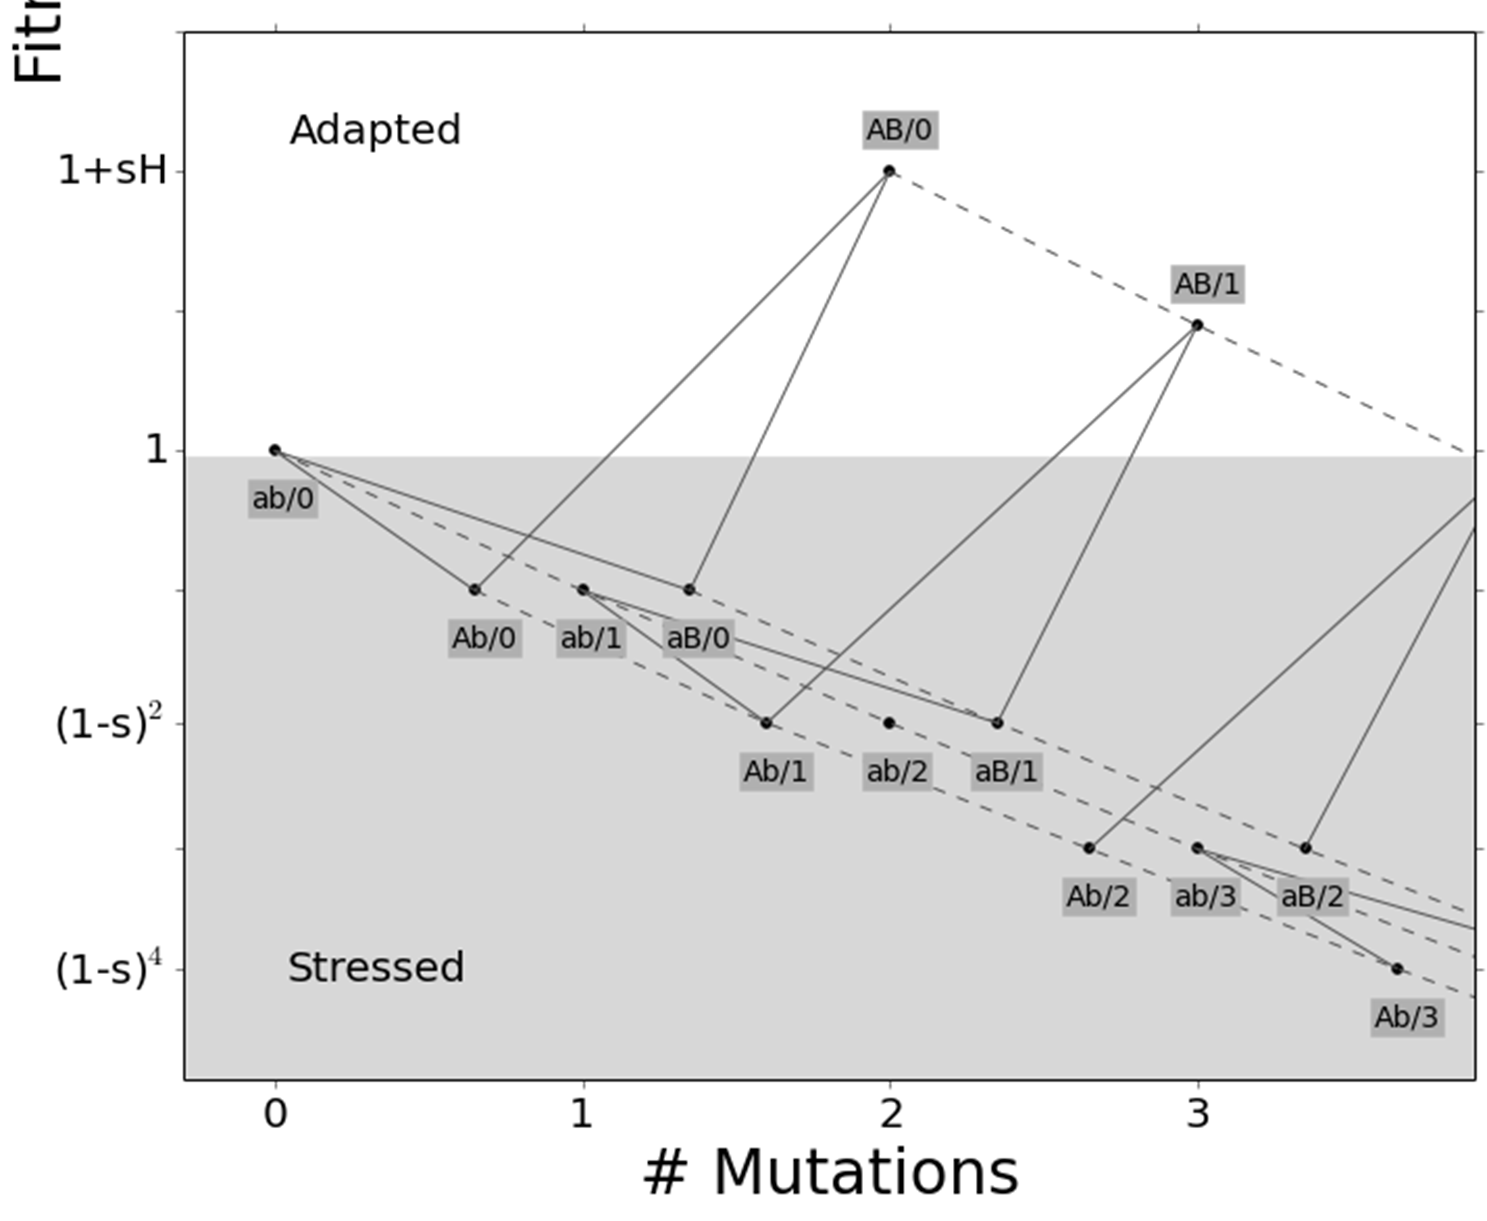 Fitn
Adapted
AB/0
1+sH
AB/1
1
ab/0
Ab/0 ab/1 aB/0
(1-s)²
Ab/1 ab/2 aB/1
Ab/2 ab/3 aB/2
(1-s)⁴
Stressed
Ab/3
0 1 2 3
# Mutations